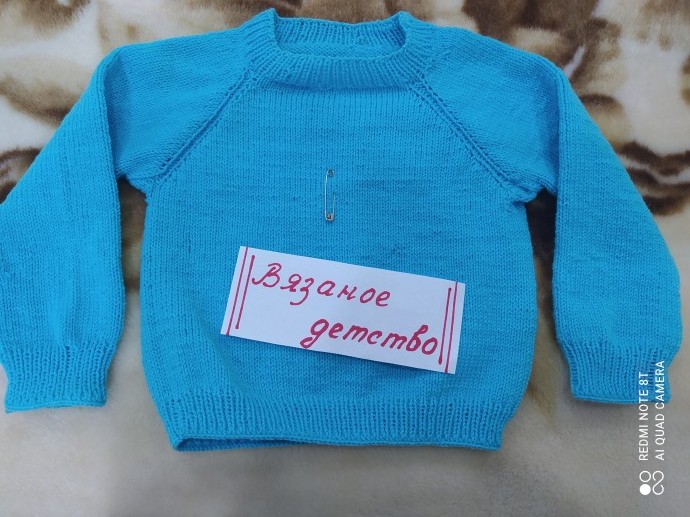 Вязаное
детство
REDMI NOTE 8T
AI QUAD CAMERA